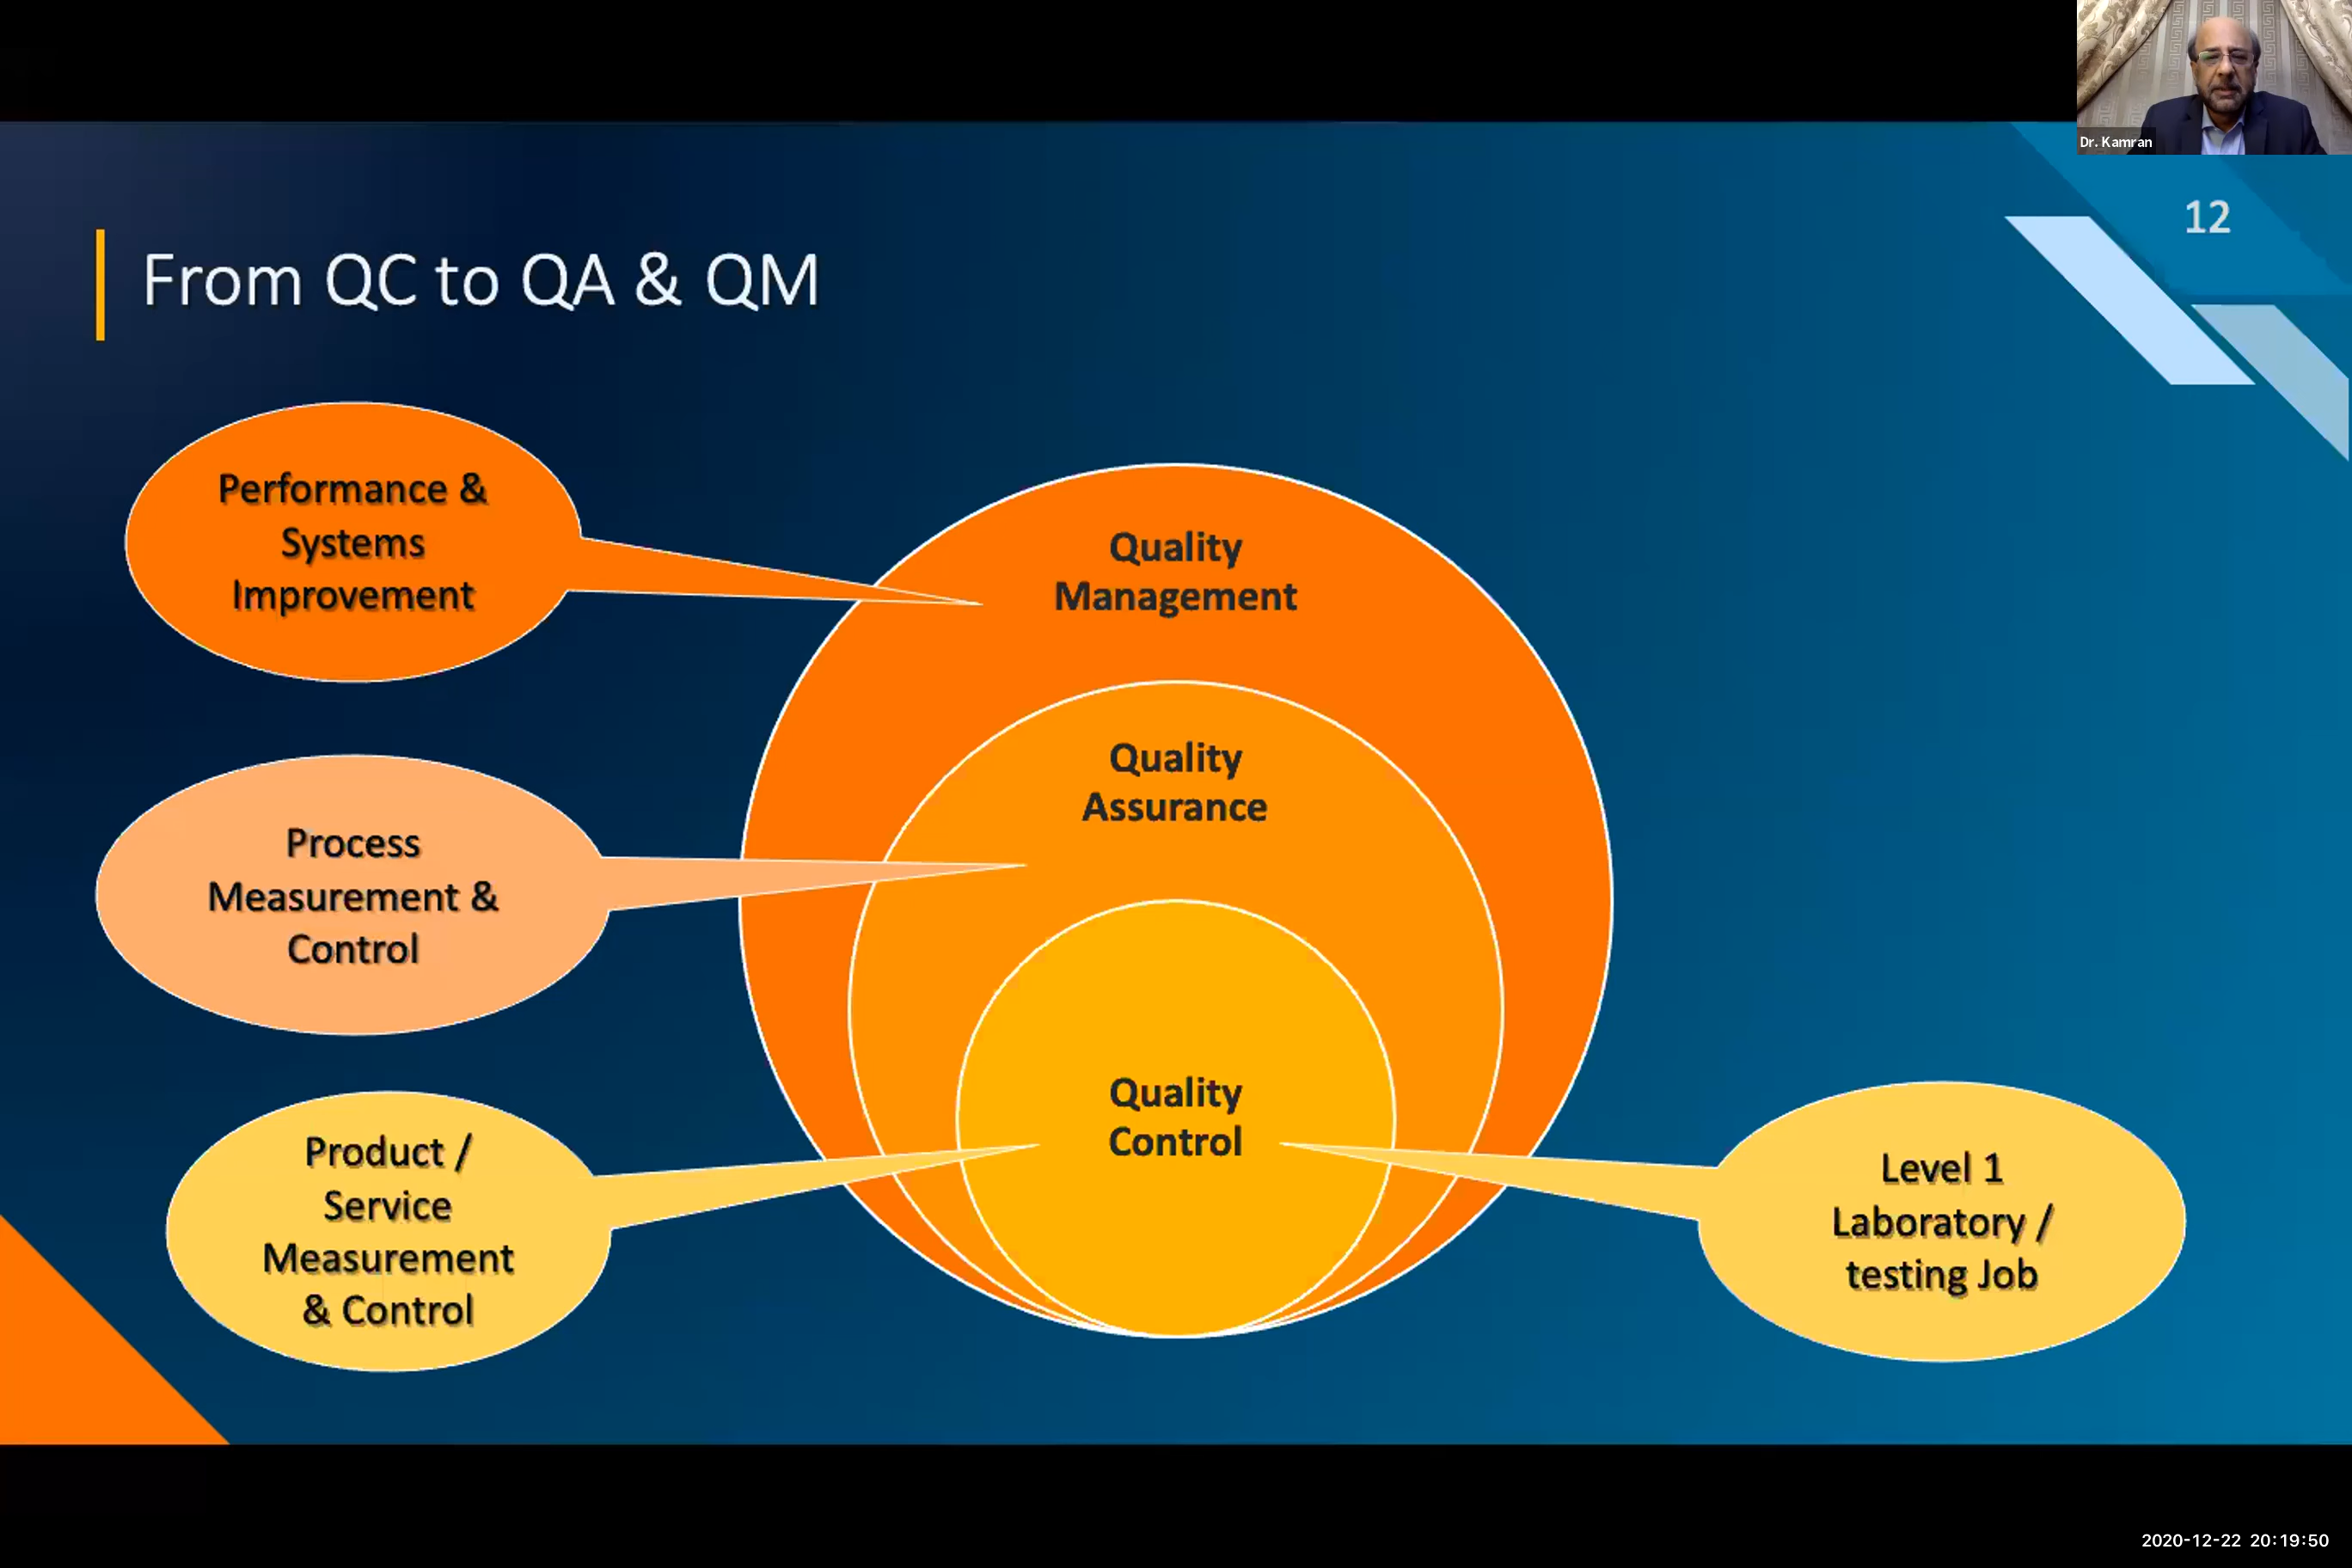 Dr. Kamran
12
From QC to QA & QM
Performance &
Systems
Improvement
Quality
Management
Quality
Assurance
Process
Measurement &
Control
Quality
Control
Product /
Service
Measurement
& Control
Level 1
Laboratory /
testing Job
2020-12-22 20:19:50